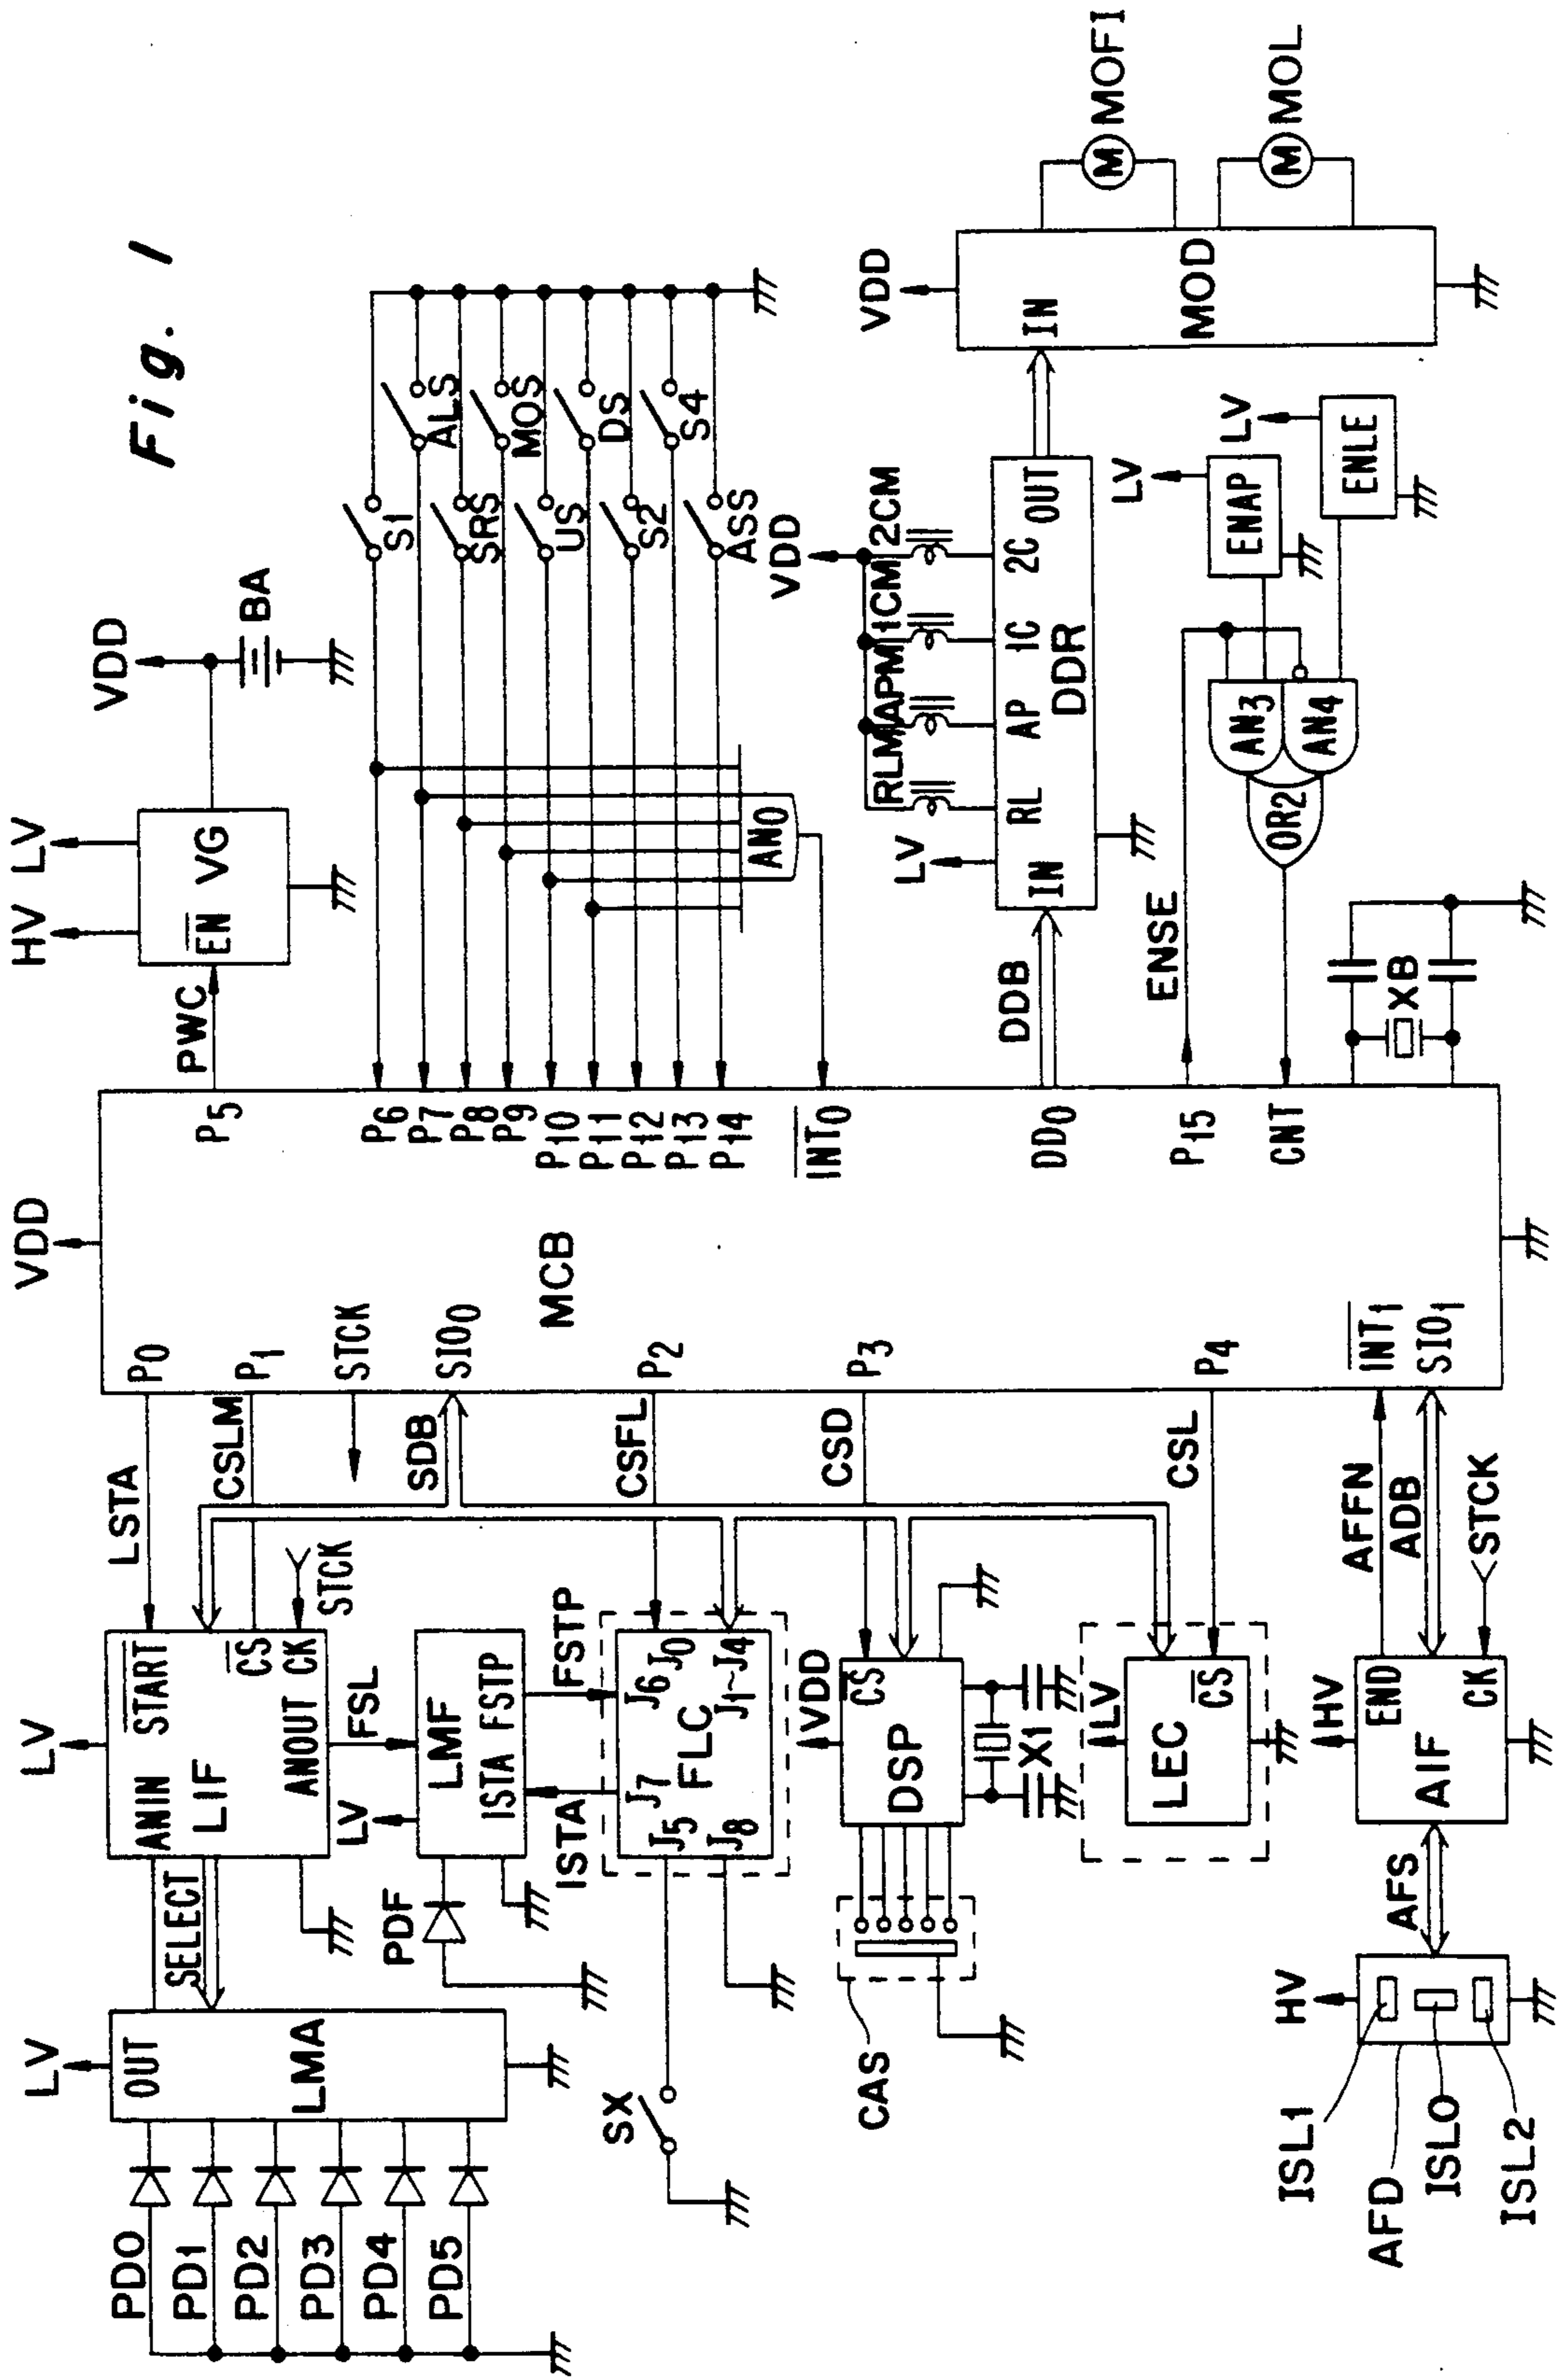 Fig. 1
LV
PD0
PD1
PD2
PD3
PD4
PD5
OUT
LMA
SELECT
LV
ANIN
START
LIF
CS
ANOUT
CK
STCK
FSL
LSTA
CSLM
STCK
SDB
PDF
LV
LMF
ISTA
FSTP
ISTA
FSTP
SX
J5
J7
J6
J0
FLC
J8
J1~J4
CSFL
CAS
VDD
CS
DSP
X1
CSD
LV
LEC
CS
CSL
HV
ISL1
AFD
ISL0
ISL2
AFS
HV
END
AIF
CK
AFFN
ADB
STCK
VDD
MCB
P0
P1
STCK
SIO0
P2
P3
P4
INT1
SIO1
P5
P6
P7
P8
P9
P10
P11
P12
P13
P14
INT0
DD0
P15
CNT
PWC
HV
LV
EN
VG
VDD
BA
S1
ALS
SRS
MOS
US
DS
S2
S4
ASS
AN0
DDB
LV
VDD
RLM
APM
1CM
2CM
IN
RL
AP
1C
2C
OUT
DDR
VDD
IN
MOD
M
MOFI
M
MOL
ENSE
LV
ENAP
LV
ENLE
AN3
AN4
OR2
XB